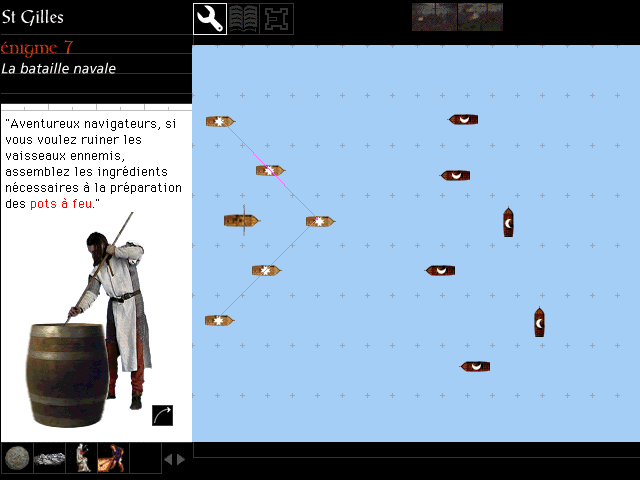 St Gilles
énigme 7
La bataille navale
"Aventureux navigateurs, si
vous voulez ruiner les
vaisseaux ennemis,
assemblez les ingrédients
nécessaires à la préparation
des pots à feu."